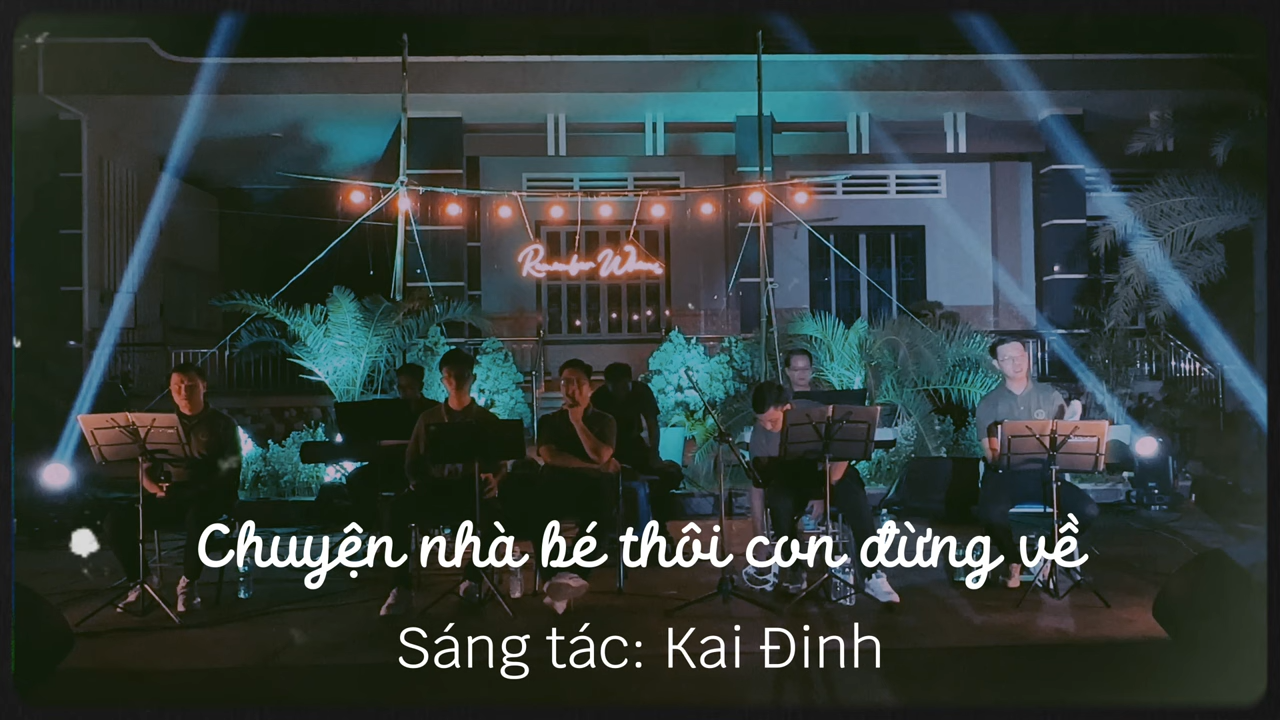 Chuyện nhà bé thôi con đừng về
Sáng tác: Kai Đinh